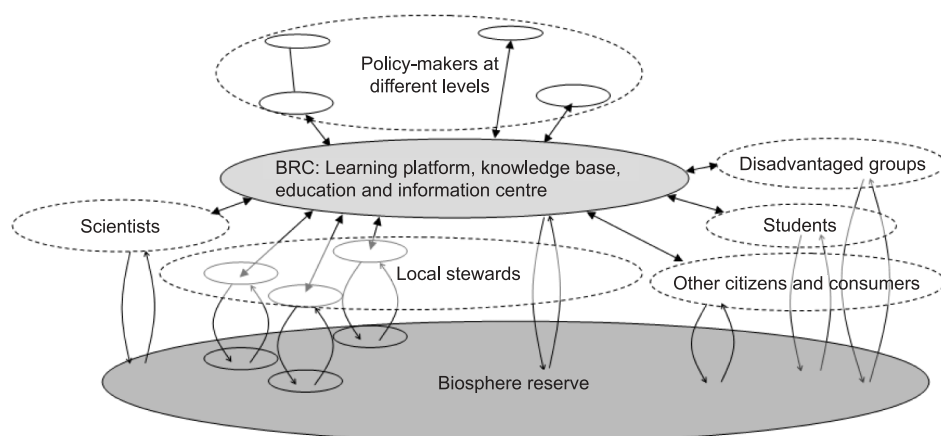 Policy-makers at
different levels
BRC: Learning platform, knowledge base,
education and information centre
Disadvantaged groups
Scientists
Students
Local stewards
Other citizens and consumers
Biosphere reserve